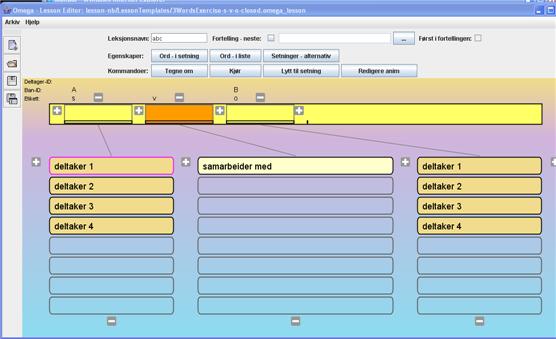 Omega - Lesson Editor: lesson-nb/LessonTemplates/3WordsExercise-s-v-o-closed.omega_lesson
Arkiv Hjelp
Leksjonsnavn: abc Fortelling - neste: ... Først i fortellingen:
Egenskaper: Ord - i setning Ord - i liste Setninger - alternativ
Kommandoer: Tegne om Kjør Lytt til setning Redigere anim
Deltager-ID:
Ban-ID: A B
Etikett: s v o
deltaker 1 samarbeider med deltaker 1
deltaker 2 deltaker 2
deltaker 3 deltaker 3
deltaker 4 deltaker 4